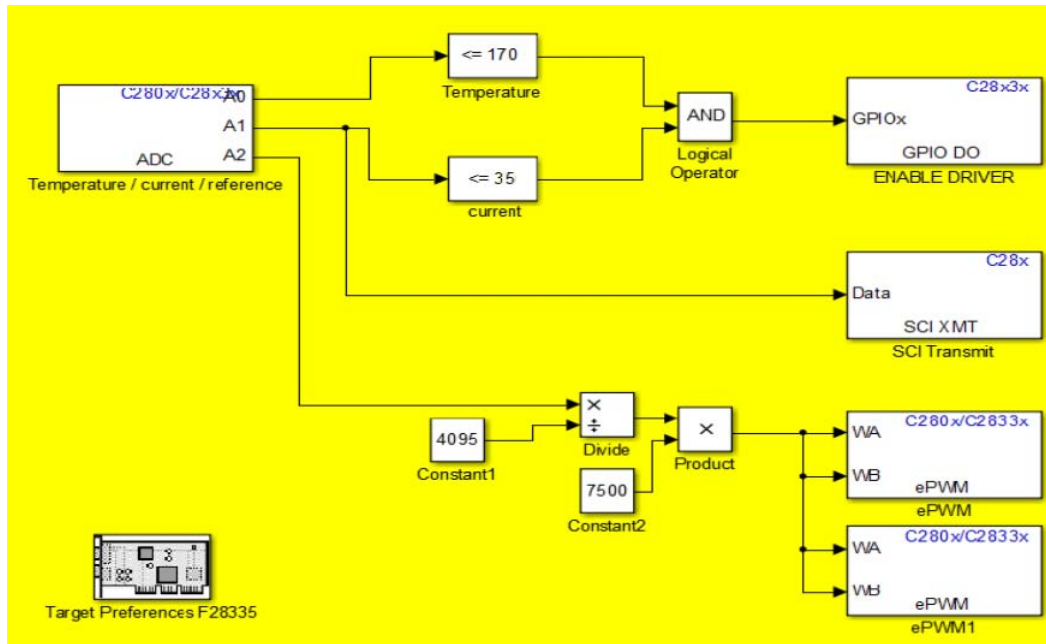 C280x/C28x3x
A0
A1
A2
ADC
Temperature / current / reference
<= 170
Temperature
<= 35
current
AND
Logical
Operator
C28x3x
GPIOx
GPIO DO
ENABLE DRIVER
C28x
Data
SCI XMT
SCI Transmit
4095
Constant1
×
÷
Divide
7500
Constant2
×
Product
C280x/C2833x
WA
WB
ePWM
ePWM
C280x/C2833x
WA
WB
ePWM
ePWM1
Target Preferences F28335